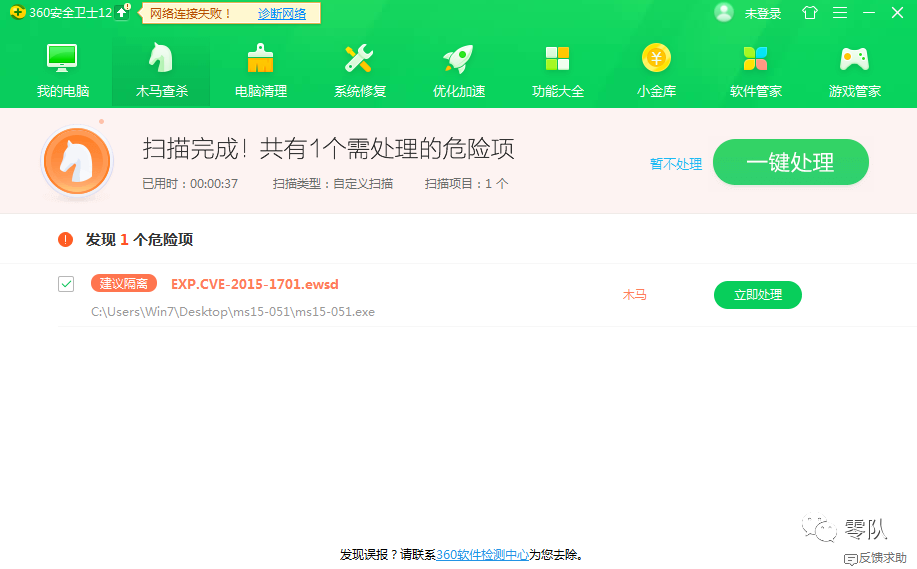 360安全卫士12 网络连接失败！ 诊断网络 未登录
我的电脑 木马查杀 电脑清理 系统修复 优化加速 功能大全 小金库 软件管家 游戏管家
扫描完成！共有1个需处理的危险项
已用时：00:00:37 扫描类型：自定义扫描 扫描项目：1 个
暂不处理 一键处理
发现 1 个危险项
建议隔离 EXP.CVE-2015-1701.ewsd
C:\Users\Win7\Desktop\ms15-051\ms15-051.exe
木马 立即处理
零队
发现误报？请联系360软件检测中心为您去除。
反馈求助